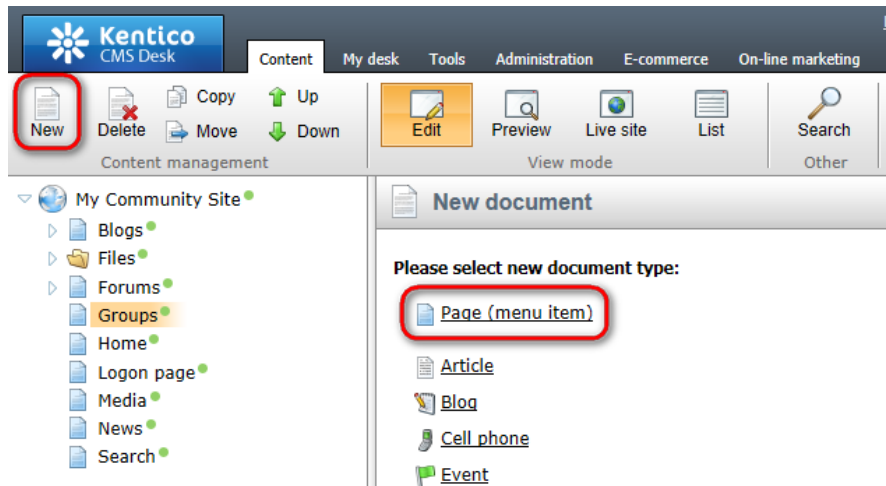 Kentico
CMS Desk
Content My desk Tools Administration E-commerce On-line marketing
New Delete Copy Move Up Down
Content management
Edit Preview Live site List
View mode
Search
Other
My Community Site
Blogs
Files
Forums
Groups
Home
Logon page
Media
News
Search
New document
Please select new document type:
Page (menu item)
Article
Blog
Cell phone
Event